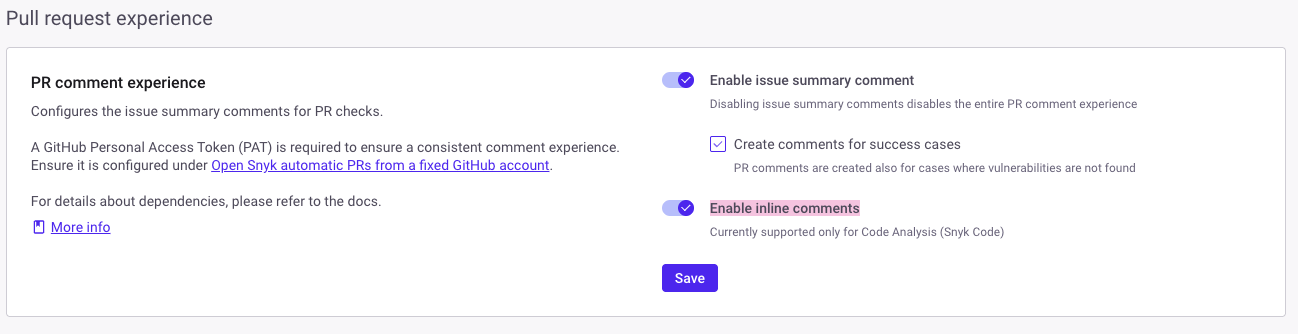 Pull request experience
PR comment experience
Configures the issue summary comments for PR checks.
A GitHub Personal Access Token (PAT) is required to ensure a consistent comment experience.
Ensure it is configured under Open Snyk automatic PRs from a fixed GitHub account.
For details about dependencies, please refer to the docs.
More info
Enable issue summary comment
Disabling issue summary comments disables the entire PR comment experience
Create comments for success cases
PR comments are created also for cases where vulnerabilities are not found
Enable inline comments
Currently supported only for Code Analysis (Snyk Code)
Save